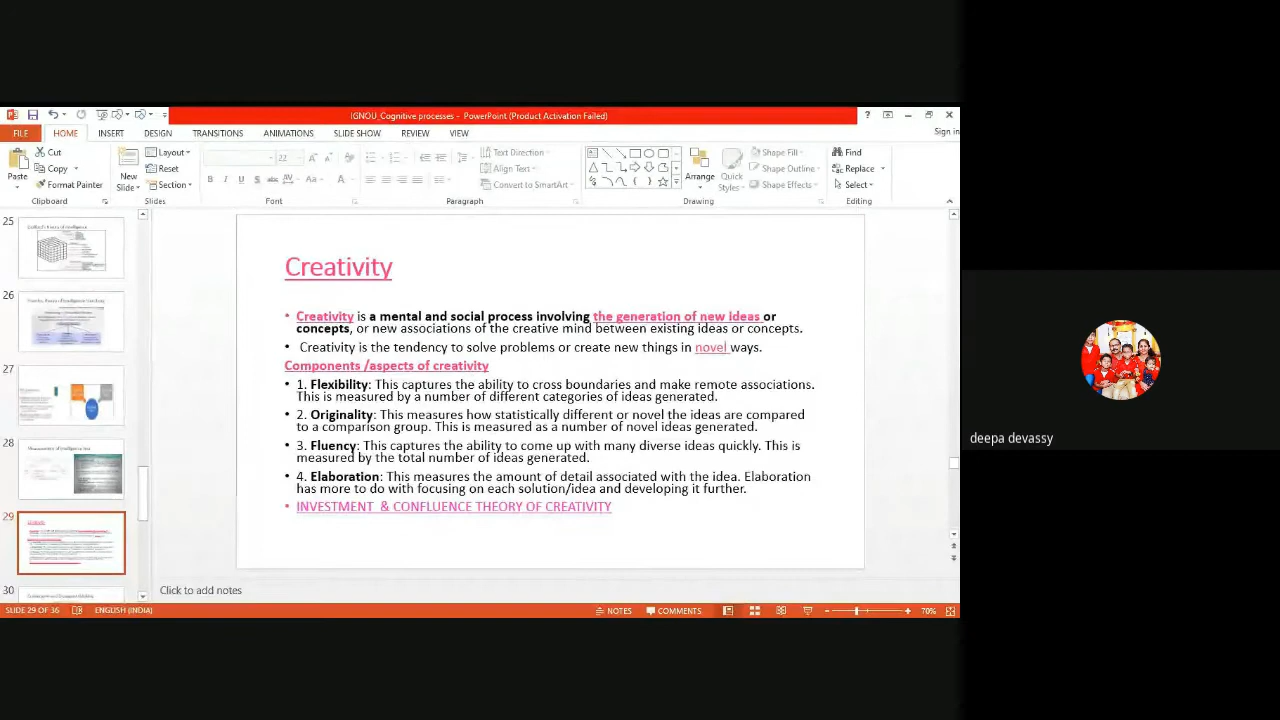 IGNOU_Cognitive processes - PowerPoint (Product Activation Failed)
FILE HOME INSERT DESIGN TRANSITIONS ANIMATIONS SLIDE SHOW REVIEW VIEW Sign in
Paste
Cut
Copy
Format Painter
Clipboard
New Slide
Layout
Reset
Section
Slides
22
Font
Text Direction
Align Text
Convert to SmartArt
Paragraph
Arrange
Quick Styles
Shape Fill
Shape Outline
Shape Effects
Drawing
Find
Replace
Select
Editing
25
26
27
28
29
30
Creativity
• Creativity is a mental and social process involving the generation of new ideas or
concepts, or new associations of the creative mind between existing ideas or concepts.
• Creativity is the tendency to solve problems or create new things in novel ways.
Components /aspects of creativity
• 1. Flexibility: This captures the ability to cross boundaries and make remote associations.
This is measured by a number of different categories of ideas generated.
• 2. Originality: This measures how statistically different or novel the ideas are compared
to a comparison group. This is measured as a number of novel ideas generated.
• 3. Fluency: This captures the ability to come up with many diverse ideas quickly. This is
measured by the total number of ideas generated.
• 4. Elaboration: This measures the amount of detail associated with the idea. Elaboration
has more to do with focusing on each solution/idea and developing it further.
• INVESTMENT & CONFLUENCE THEORY OF CREATIVITY
Click to add notes
SLIDE 29 OF 36 ENGLISH (INDIA) NOTES COMMENTS 70%
deepa devassy